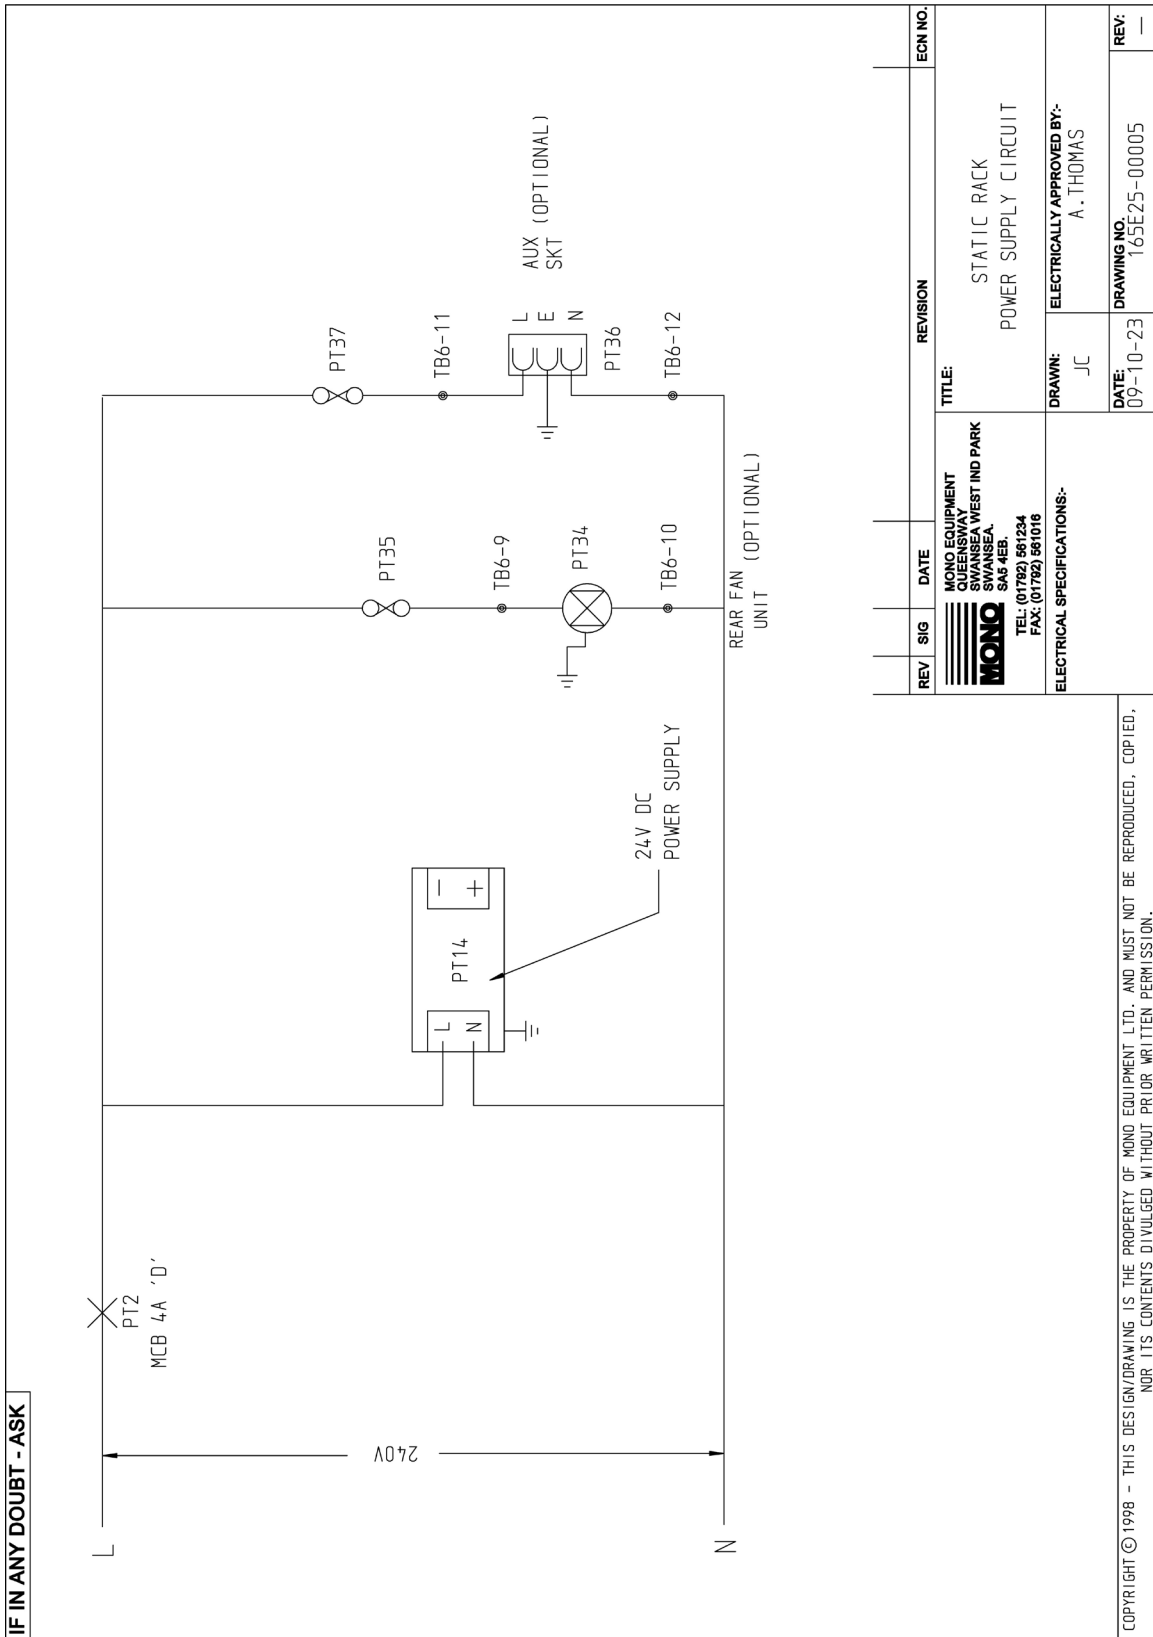 IF IN ANY DOUBT - ASK
L
PT2
MCB 4A 'D'
240V
N
L
N
PT14
-
+
24V DC
POWER SUPPLY
PT35
TB6-9
PT34
TB6-10
REAR FAN
UNIT (OPTIONAL)
PT37
TB6-11
AUX (OPTIONAL)
SKT
L
E
N
PT36
TB6-12
REV SIG DATE REVISION ECN NO.
MONO
MONO EQUIPMENT
QUEENSWAY
SWANSEA WEST IND PARK
SWANSEA.
SA5 4EB.
TEL: (01792) 561234
FAX: (01792) 561016
TITLE:
STATIC RACK
POWER SUPPLY CIRCUIT
ELECTRICAL SPECIFICATIONS:-
DRAWN:
JC
ELECTRICALLY APPROVED BY:-
A.THOMAS
DATE:
09-10-23
DRAWING NO.
165E25-00005
REV:
—
COPYRIGHT © 1998 - THIS DESIGN/DRAWING IS THE PROPERTY OF MONO EQUIPMENT LTD. AND MUST NOT BE REPRODUCED, COPIED,
NOR ITS CONTENTS DIVULGED WITHOUT PRIOR WRITTEN PERMISSION.